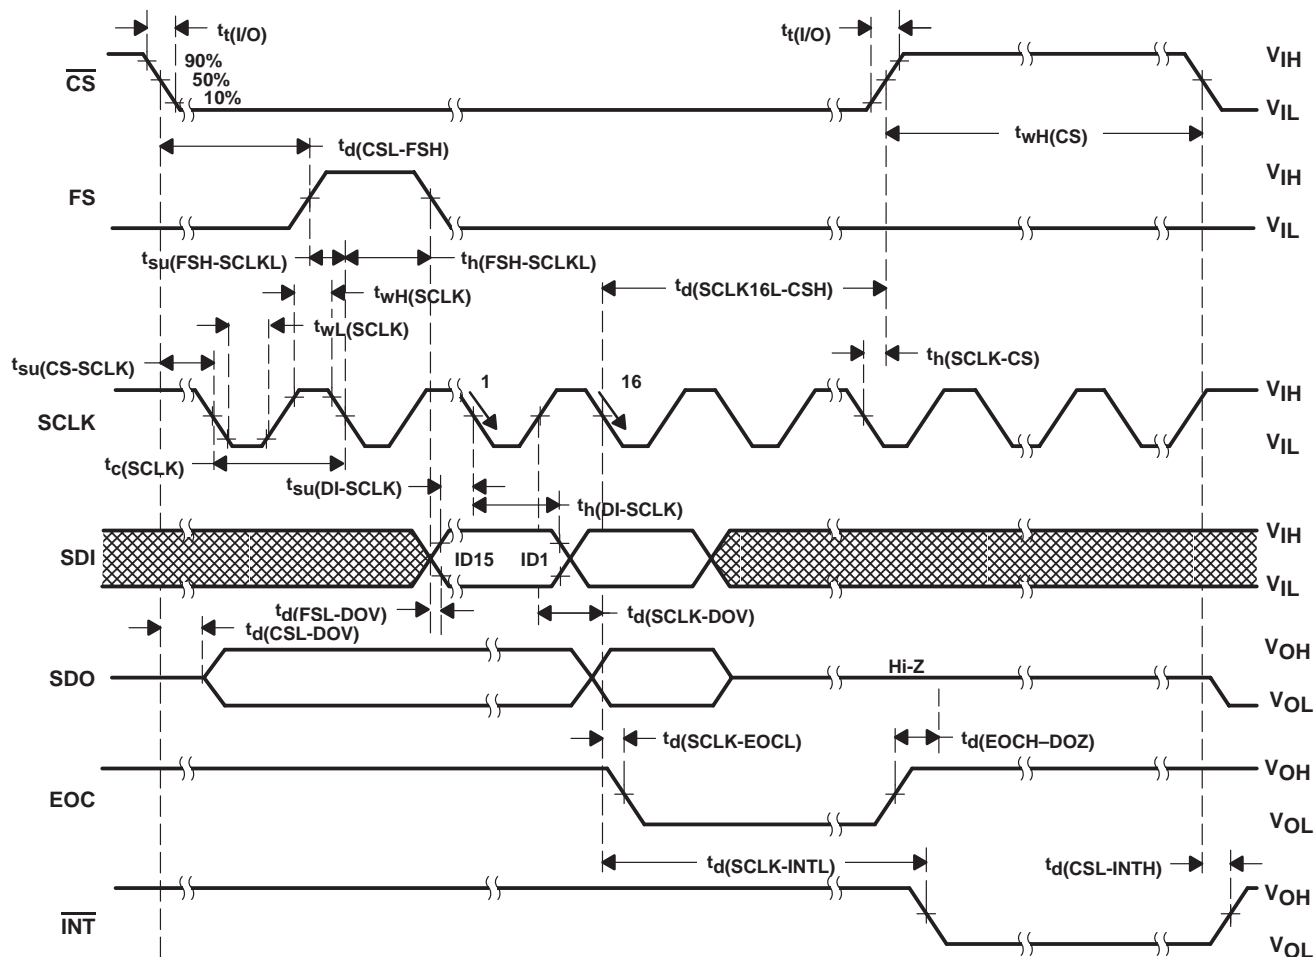 tt(I/O)
tt(I/O)
CS
90%
50%
10%
VIH
VIL
twH(CS)
td(CSL-FSH)
FS
VIH
VIL
tsu(FSH-SCLKL)
th(FSH-SCLKL)
twH(SCLK)
td(SCLK16L-CSH)
twL(SCLK)
tsu(CS-SCLK)
th(SCLK-CS)
1
16
SCLK
VIH
VIL
tc(SCLK)
tsu(DI-SCLK)
th(DI-SCLK)
SDI
ID15
ID1
VIH
VIL
td(FSL-DOV)
td(SCLK-DOV)
td(CSL-DOV)
SDO
Hi-Z
VOH
VOL
td(SCLK-EOCL)
td(EOCH–DOZ)
EOC
VOH
VOL
td(SCLK-INTL)
td(CSL-INTH)
INT
VOH
VOL